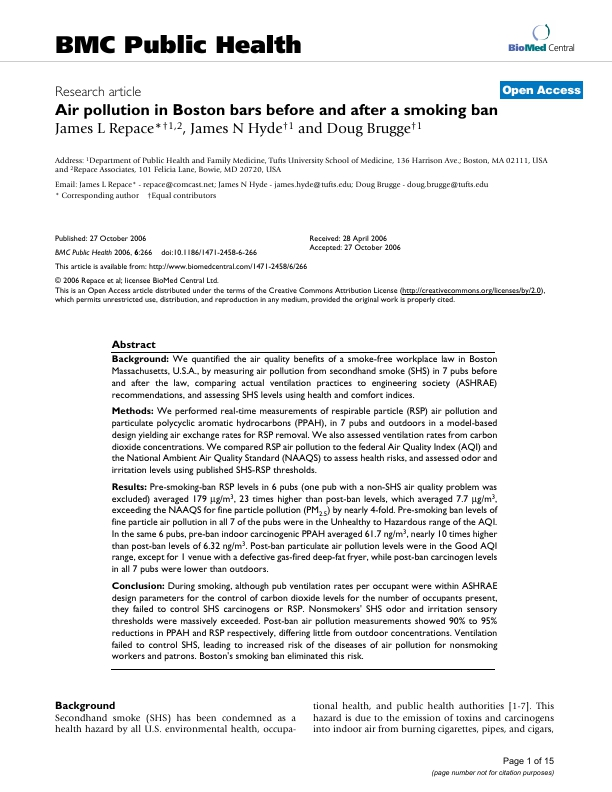 BMC Public Health
BioMed Central
Research article
Open Access
Air pollution in Boston bars before and after a smoking ban
James L Repace*†1,2, James N Hyde†1 and Doug Brugge†1
Address: 1Department of Public Health and Family Medicine, Tufts University School of Medicine, 136 Harrison Ave.; Boston, MA 02111, USA
and 2Repace Associates, 101 Felicia Lane, Bowie, MD 20720, USA
Email: James L Repace* - repace@comcast.net; James N Hyde - james.hyde@tufts.edu; Doug Brugge - doug.brugge@tufts.edu
* Corresponding author †Equal contributors
Published: 27 October 2006
BMC Public Health 2006, 6:266 doi:10.1186/1471-2458-6-266
Received: 28 April 2006
Accepted: 27 October 2006
This article is available from: http://www.biomedcentral.com/1471-2458/6/266
© 2006 Repace et al; licensee BioMed Central Ltd.
This is an Open Access article distributed under the terms of the Creative Commons Attribution License (http://creativecommons.org/licenses/by/2.0),
which permits unrestricted use, distribution, and reproduction in any medium, provided the original work is properly cited.
Abstract
Background: We quantified the air quality benefits of a smoke-free workplace law in Boston
Massachusetts, U.S.A., by measuring air pollution from secondhand smoke (SHS) in 7 pubs before
and after the law, comparing actual ventilation practices to engineering society (ASHRAE)
recommendations, and assessing SHS levels using health and comfort indices.
Methods: We performed real-time measurements of respirable particle (RSP) air pollution and
particulate polycyclic aromatic hydrocarbons (PPAH), in 7 pubs and outdoors in a model-based
design yielding air exchange rates for RSP removal. We also assessed ventilation rates from carbon
dioxide concentrations. We compared RSP air pollution to the federal Air Quality Index (AQI) and
the National Ambient Air Quality Standard (NAAQS) to assess health risks, and assessed odor and
irritation levels using published SHS-RSP thresholds.
Results: Pre-smoking-ban RSP levels in 6 pubs (one pub with a non-SHS air quality problem was
excluded) averaged 179 μg/m3, 23 times higher than post-ban levels, which averaged 7.7 μg/m3,
exceeding the NAAQS for fine particle pollution (PM2.5) by nearly 4-fold. Pre-smoking ban levels of
fine particle air pollution in all 7 of the pubs were in the Unhealthy to Hazardous range of the AQI.
In the same 6 pubs, pre-ban indoor carcinogenic PPAH averaged 61.7 ng/m3, nearly 10 times higher
than post-ban levels of 6.32 ng/m3. Post-ban particulate air pollution levels were in the Good AQI
range, except for 1 venue with a defective gas-fired deep-fat fryer, while post-ban carcinogen levels
in all 7 pubs were lower than outdoors.
Conclusion: During smoking, although pub ventilation rates per occupant were within ASHRAE
design parameters for the control of carbon dioxide levels for the number of occupants present,
they failed to control SHS carcinogens or RSP. Nonsmokers' SHS odor and irritation sensory
thresholds were massively exceeded. Post-ban air pollution measurements showed 90% to 95%
reductions in PPAH and RSP respectively, differing little from outdoor concentrations. Ventilation
failed to control SHS, leading to increased risk of the diseases of air pollution for nonsmoking
workers and patrons. Boston's smoking ban eliminated this risk.
Background
Secondhand smoke (SHS) has been condemned as a
health hazard by all U.S. environmental health, occupa-
tional health, and public health authorities [1-7]. This
hazard is due to the emission of toxins and carcinogens
into indoor air from burning cigarettes, pipes, and cigars,
Page 1 of 15
(page number not for citation purposes)